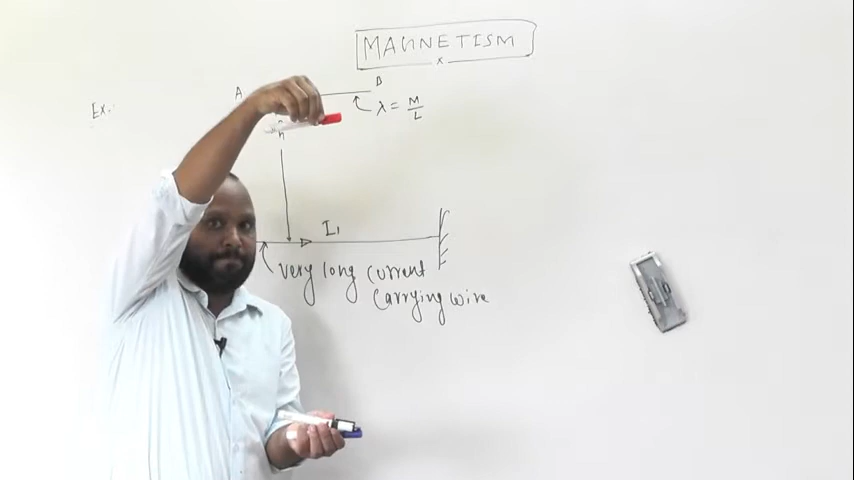 MAGNETISM
x
Ex.:
A
B
λ = M/L
h
I₁
very long current
carrying wire